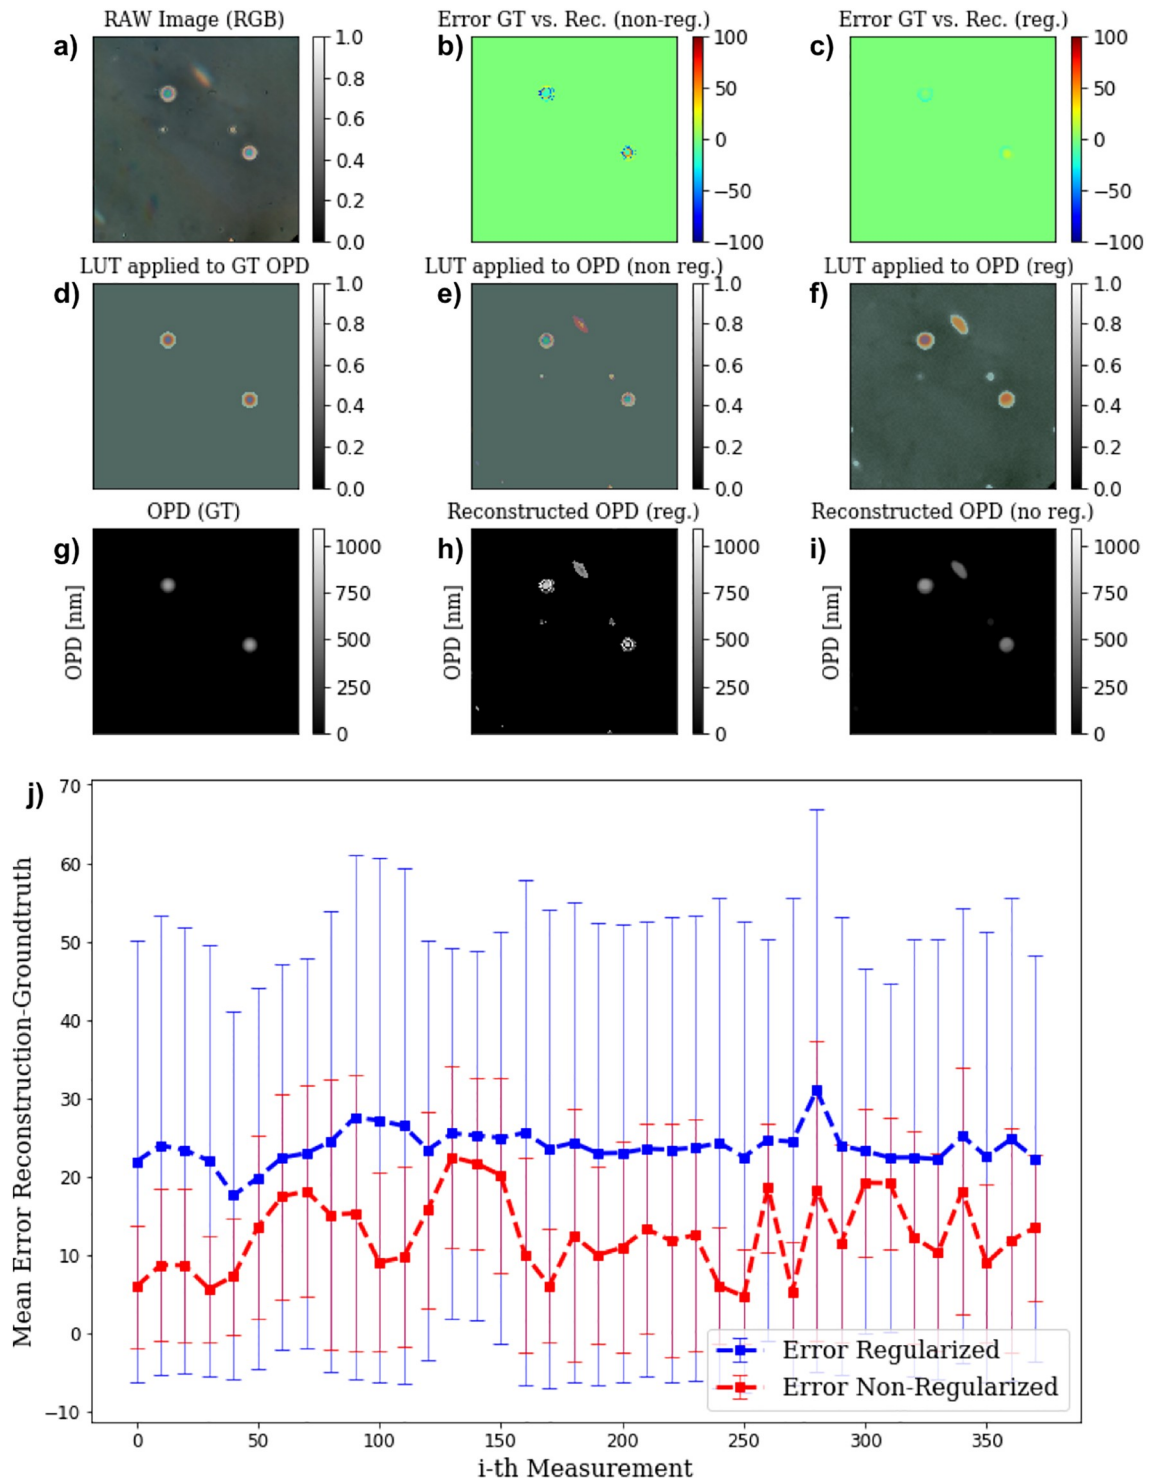 RAW Image (RGB)
Error GT vs. Rec. (non-reg.)
Error GT vs. Rec. (reg.)
a)
1.0
0.8
0.6
0.4
0.2
0.0
b)
100
50
0
−50
−100
c)
100
50
0
−50
−100
LUT applied to GT OPD
LUT applied to OPD (non reg.)
LUT applied to OPD (reg)
d)
1.0
0.8
0.6
0.4
0.2
0.0
e)
1.0
0.8
0.6
0.4
0.2
0.0
f)
1.0
0.8
0.6
0.4
0.2
0.0
OPD (GT)
Reconstructed OPD (reg.)
Reconstructed OPD (no reg.)
g)
OPD [nm]
1000
750
500
250
0
h)
OPD [nm]
1000
750
500
250
0
i)
OPD [nm]
1000
750
500
250
0
j)
Mean Error Reconstruction-Groundtruth
70
60
50
40
30
20
10
0
−10
Error Regularized
Error Non-Regularized
0 50 100 150 200 250 300 350
i-th Measurement